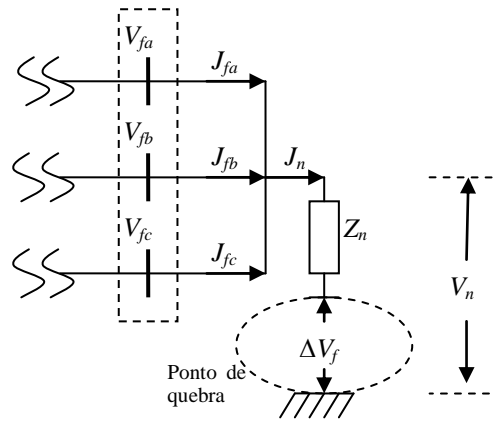 V_fa
J_fa
V_fb
J_fb
J_n
V_fc
J_fc
Z_n
V_n
ΔV_f
Ponto de
quebra